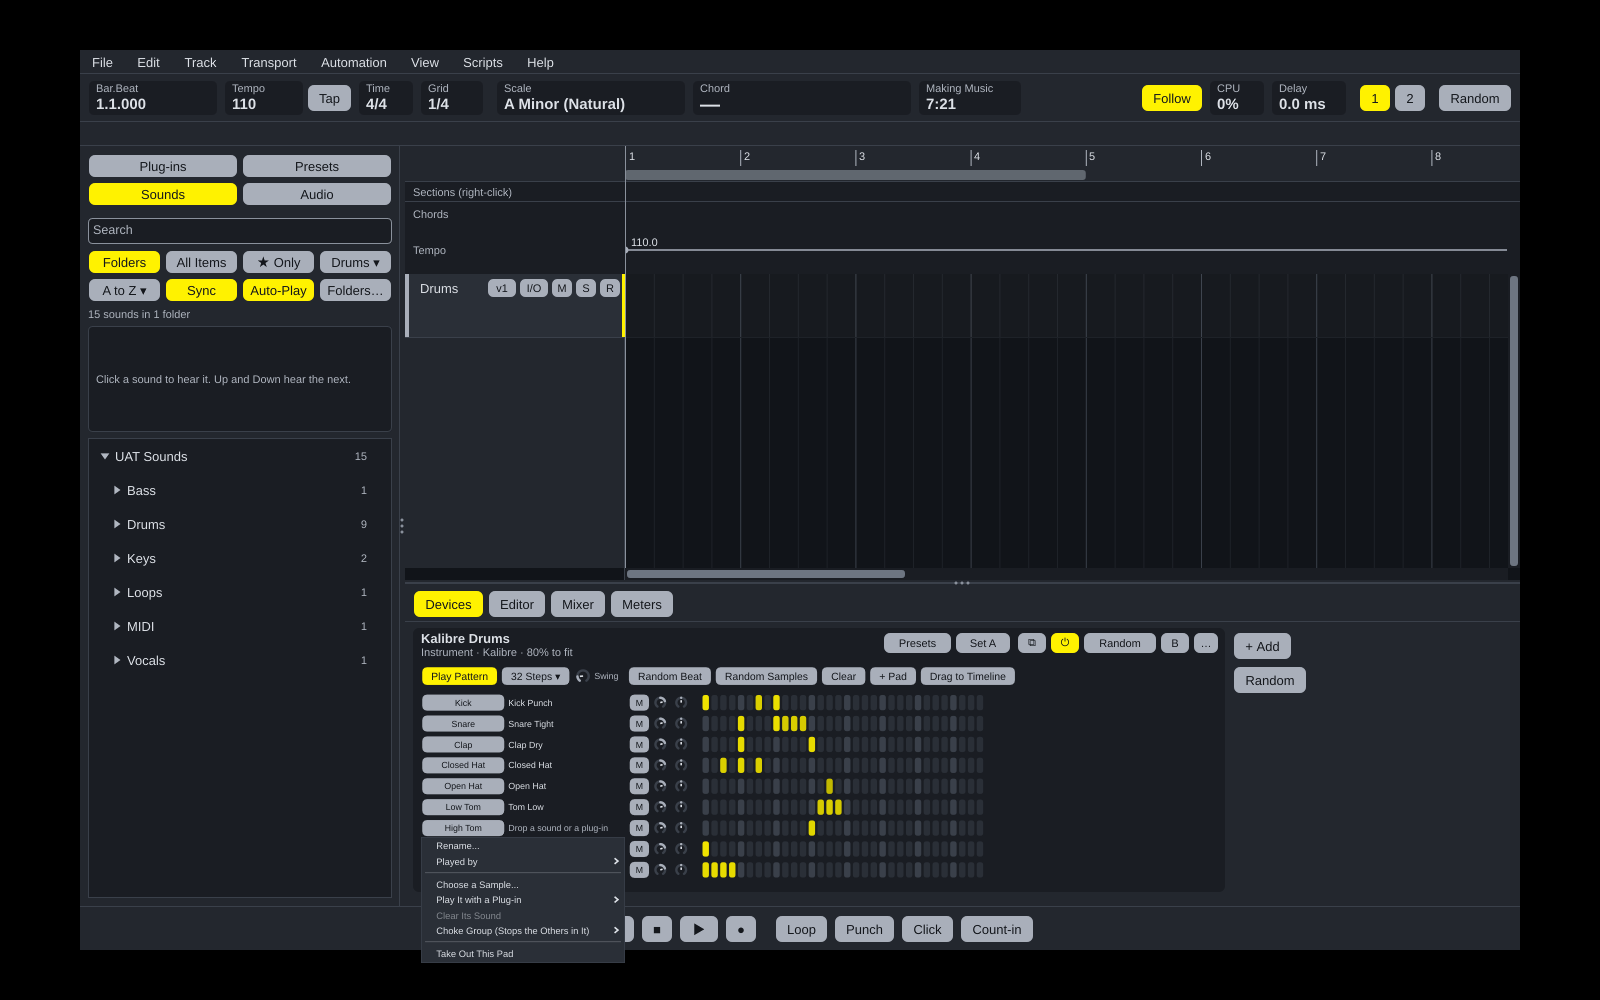 File Edit Track Transport Automation View Scripts Help
Bar.Beat Tempo Time Grid Scale Chord Making Music CPU Delay
1.1.000 110 Tap 4/4 1/4 A Minor (Natural) — 7:21 Follow 0% 0.0 ms 1 2 Random
Plug-ins Presets
Sounds Audio
Search
Folders All Items ★ Only Drums ▾
A to Z ▾ Sync Auto-Play Folders…
15 sounds in 1 folder
Click a sound to hear it. Up and Down hear the next.
UAT Sounds 15
Bass 1
Drums 9
Keys 2
Loops 1
MIDI 1
Vocals 1
1 2 3 4 5 6 7 8
Sections (right-click)
Chords
Tempo 110.0
Drums v1 I/O M S R
Devices Editor Mixer Meters
Kalibre Drums
Instrument · Kalibre · 80% to fit
Presets Set A Random B …
+ Add
Random
Play Pattern 32 Steps ▾ Swing Random Beat Random Samples Clear + Pad Drag to Timeline
Kick Kick Punch M
Snare Snare Tight M
Clap Clap Dry M
Closed Hat Closed Hat M
Open Hat Open Hat M
Low Tom Tom Low M
High Tom Drop a sound or a plug-in M
M
M
Rename...
Played by
Choose a Sample...
Play It with a Plug-in
Clear Its Sound
Choke Group (Stops the Others in It)
Take Out This Pad
Loop Punch Click Count-in